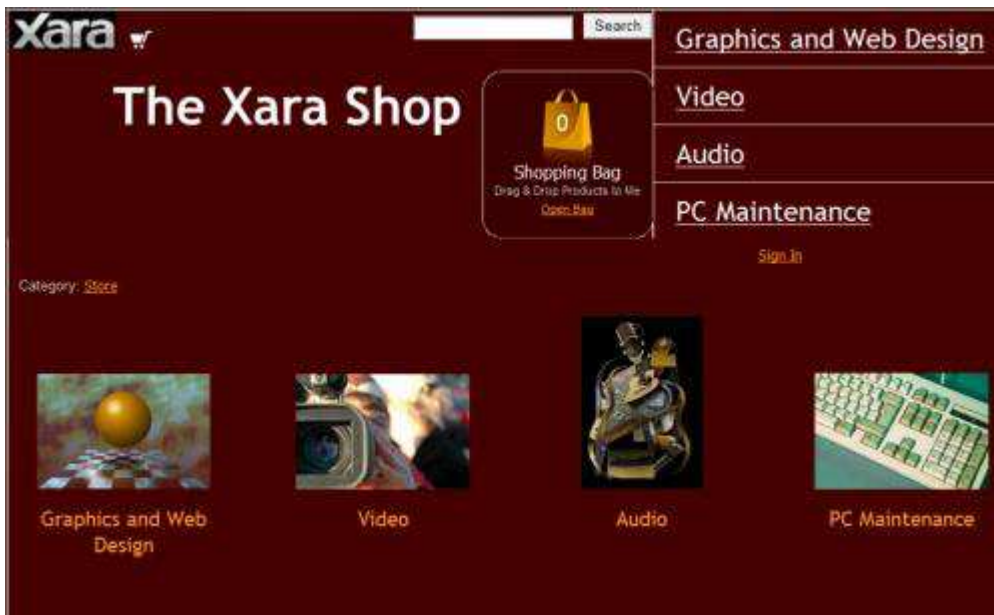 xara
Search
Graphics and Web Design
The Xara Shop
Video
0
Audio
Shopping Bag
Drag & Drop Products to Me
Open Bag
PC Maintenance
Sign In
Category: Store
Graphics and Web
Design
Video
Audio
PC Maintenance